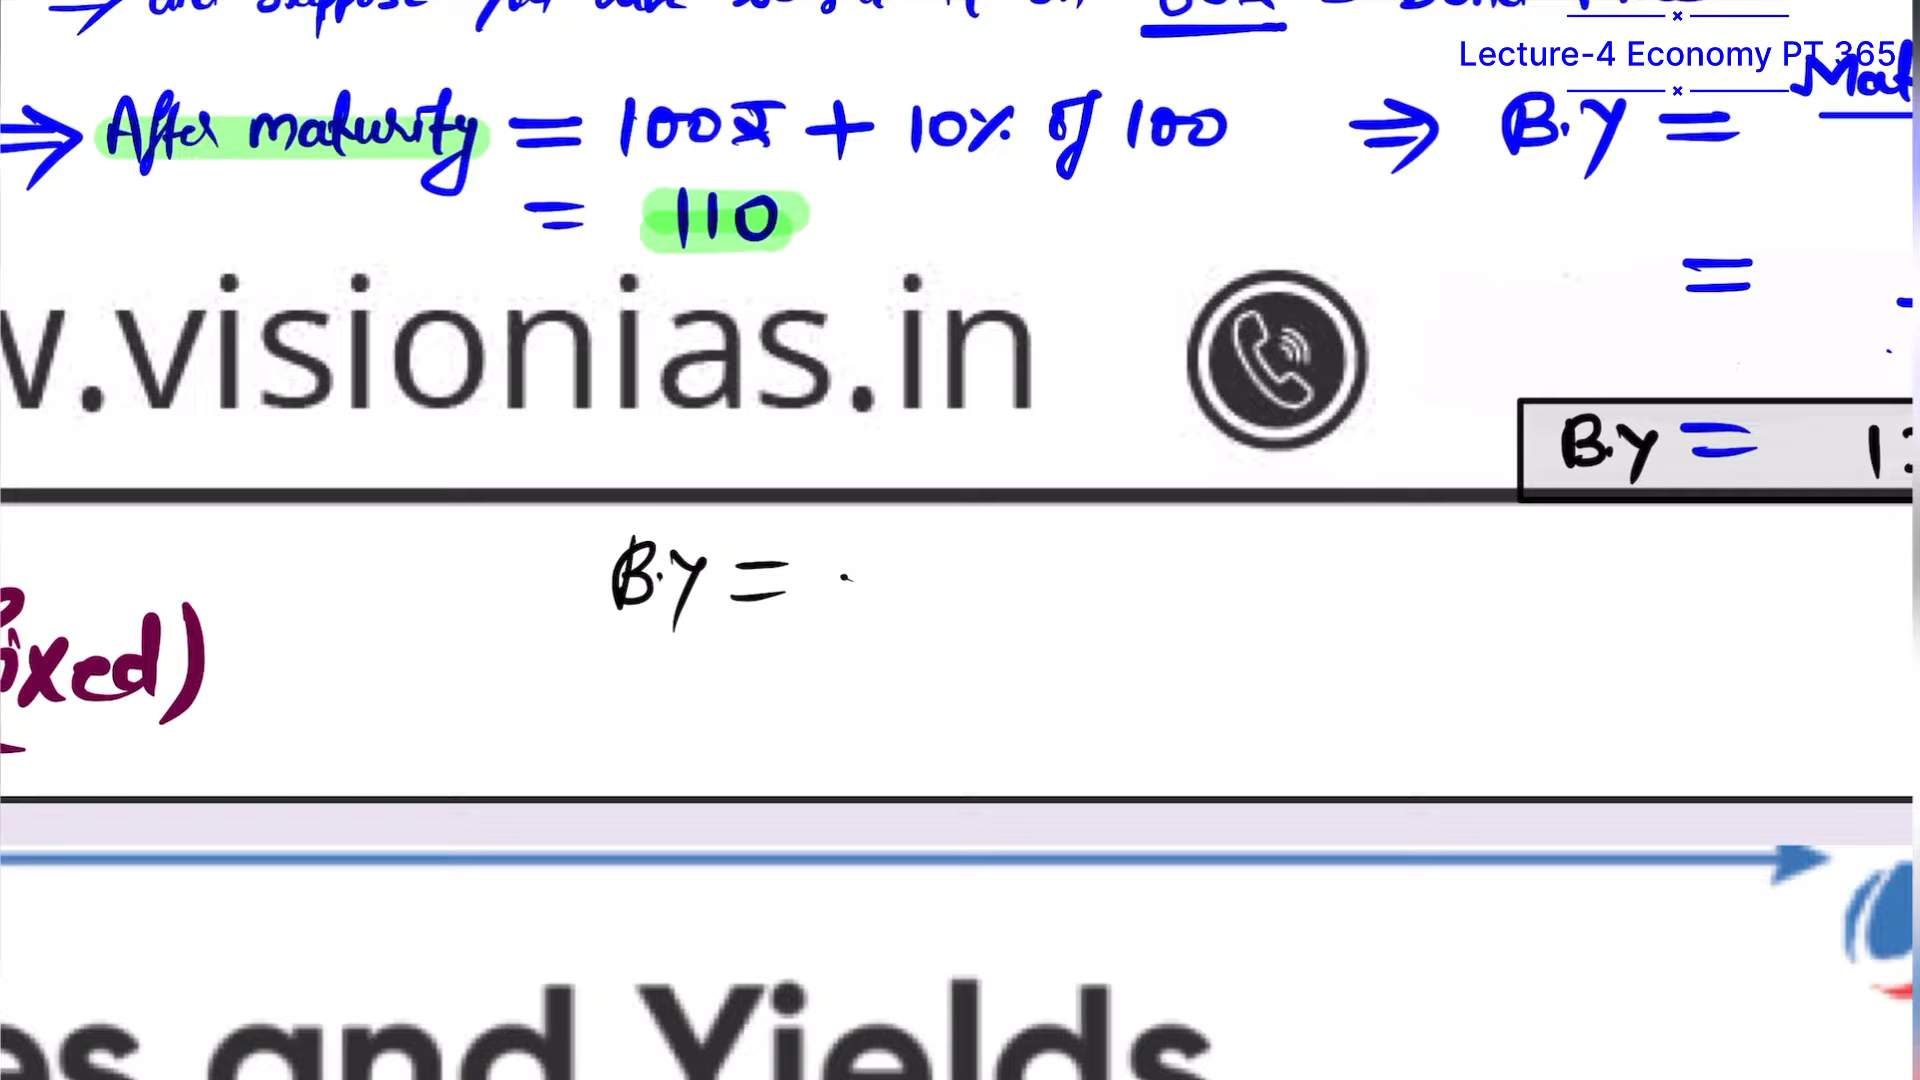 Lecture-4 Economy PT 365
⇒ After maturity = 100₹ + 10% of 100 ⇒ B.Y =
= 110 =
w.visionias.in
B.Y =
B.Y =
ixed)
es and Yields